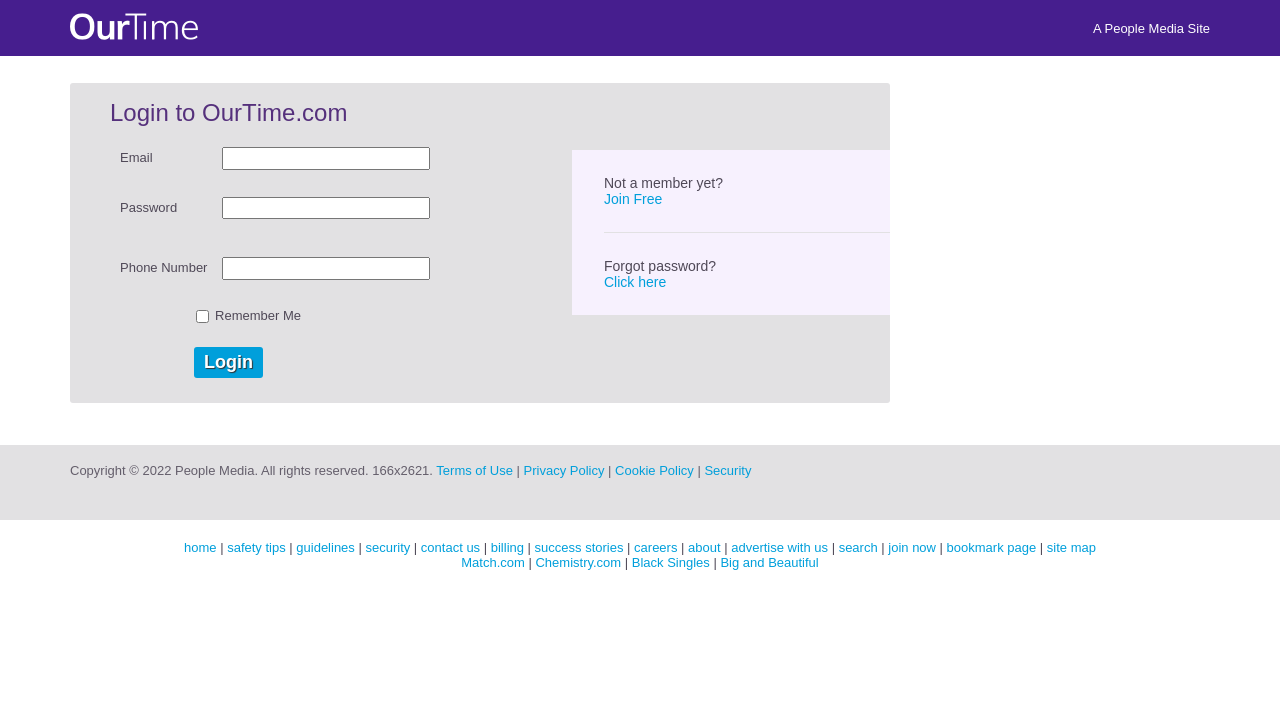 OurTime
A People Media Site
Login to OurTime.com
Email
Password
Phone Number
Remember Me
Login
Not a member yet?
Join Free
Forgot password?
Click here
Copyright © 2022 People Media. All rights reserved. 166x2621. Terms of Use | Privacy Policy | Cookie Policy | Security
home | safety tips | guidelines | security | contact us | billing | success stories | careers | about | advertise with us | search | join now | bookmark page | site map
Match.com | Chemistry.com | Black Singles | Big and Beautiful